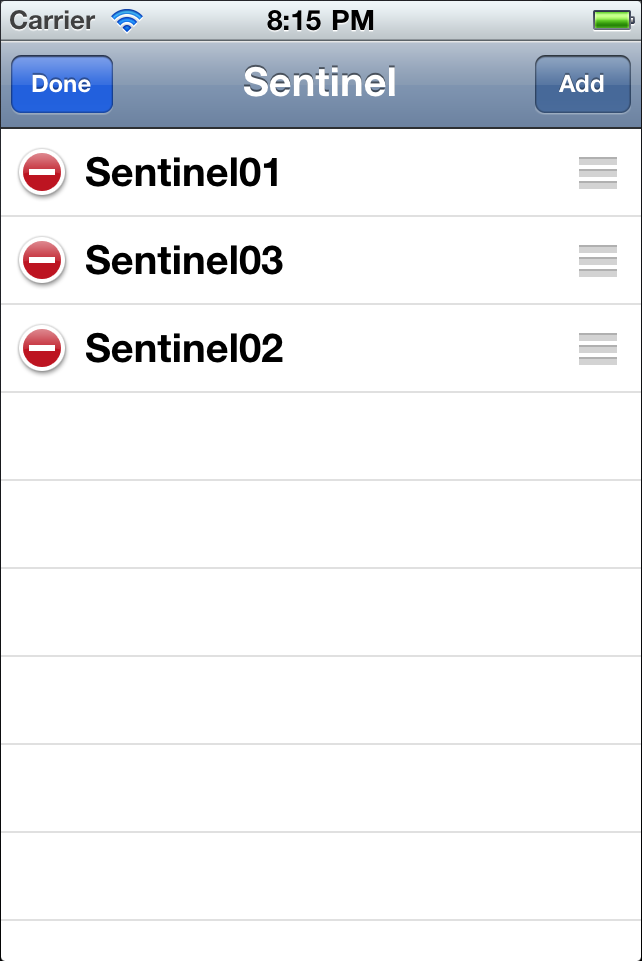 Carrier 8:15 PM
Done Sentinel Add
Sentinel01
Sentinel03
Sentinel02